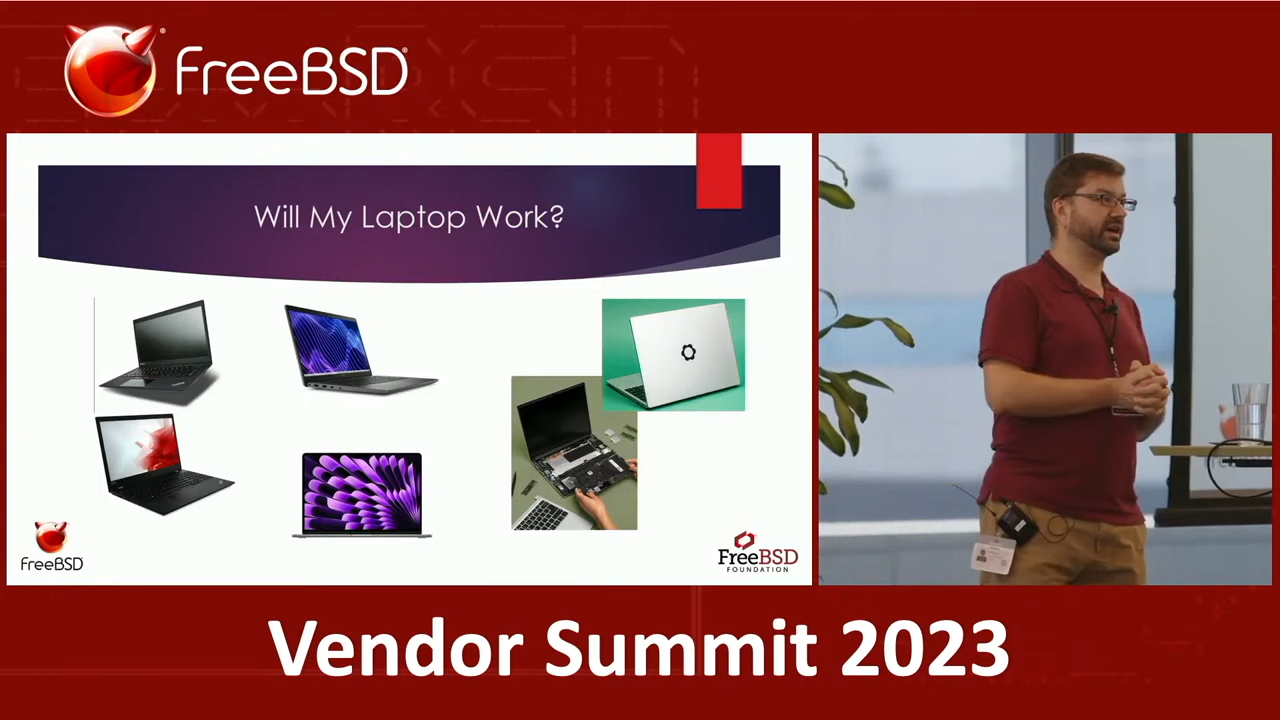 FreeBSD®
Will My Laptop Work?
FreeBSD
FreeBSD
FOUNDATION
Vendor Summit 2023